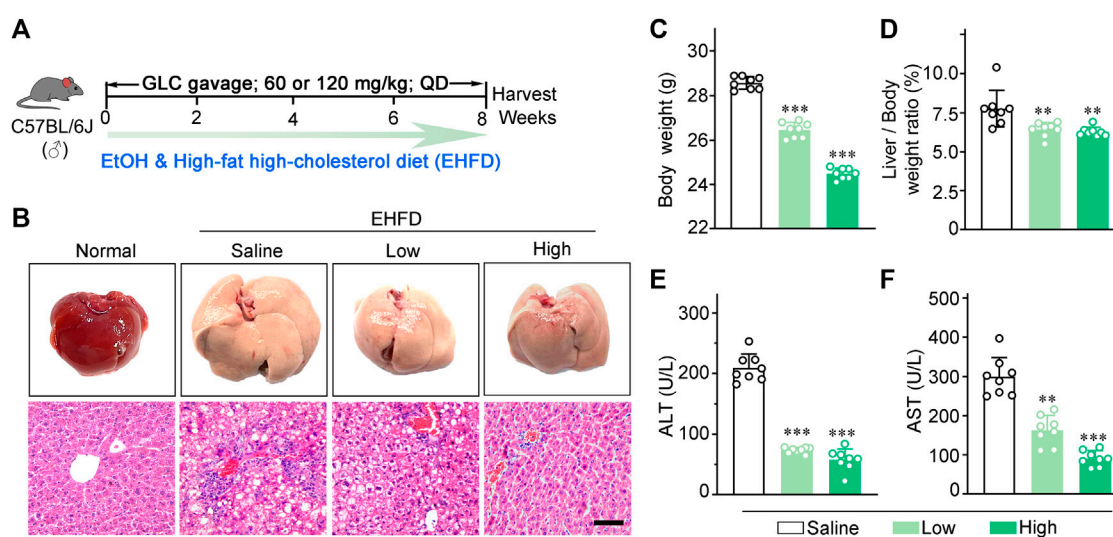 A
C57BL/6J
(♂)
GLC gavage; 60 or 120 mg/kg; QD
Harvest
0 2 4 6 8 Weeks
EtOH & High-fat high-cholesterol diet (EHFD)
B
EHFD
Normal Saline Low High
C
Body weight (g)
30
28
26
24
22
***
***
D
Liver / Body
weight ratio (%)
10.0
7.5
5.0
2.5
0
**
**
E
ALT (U/L)
200
100
0
***
***
F
AST (U/L)
500
400
300
200
100
0
**
***
Saline Low High